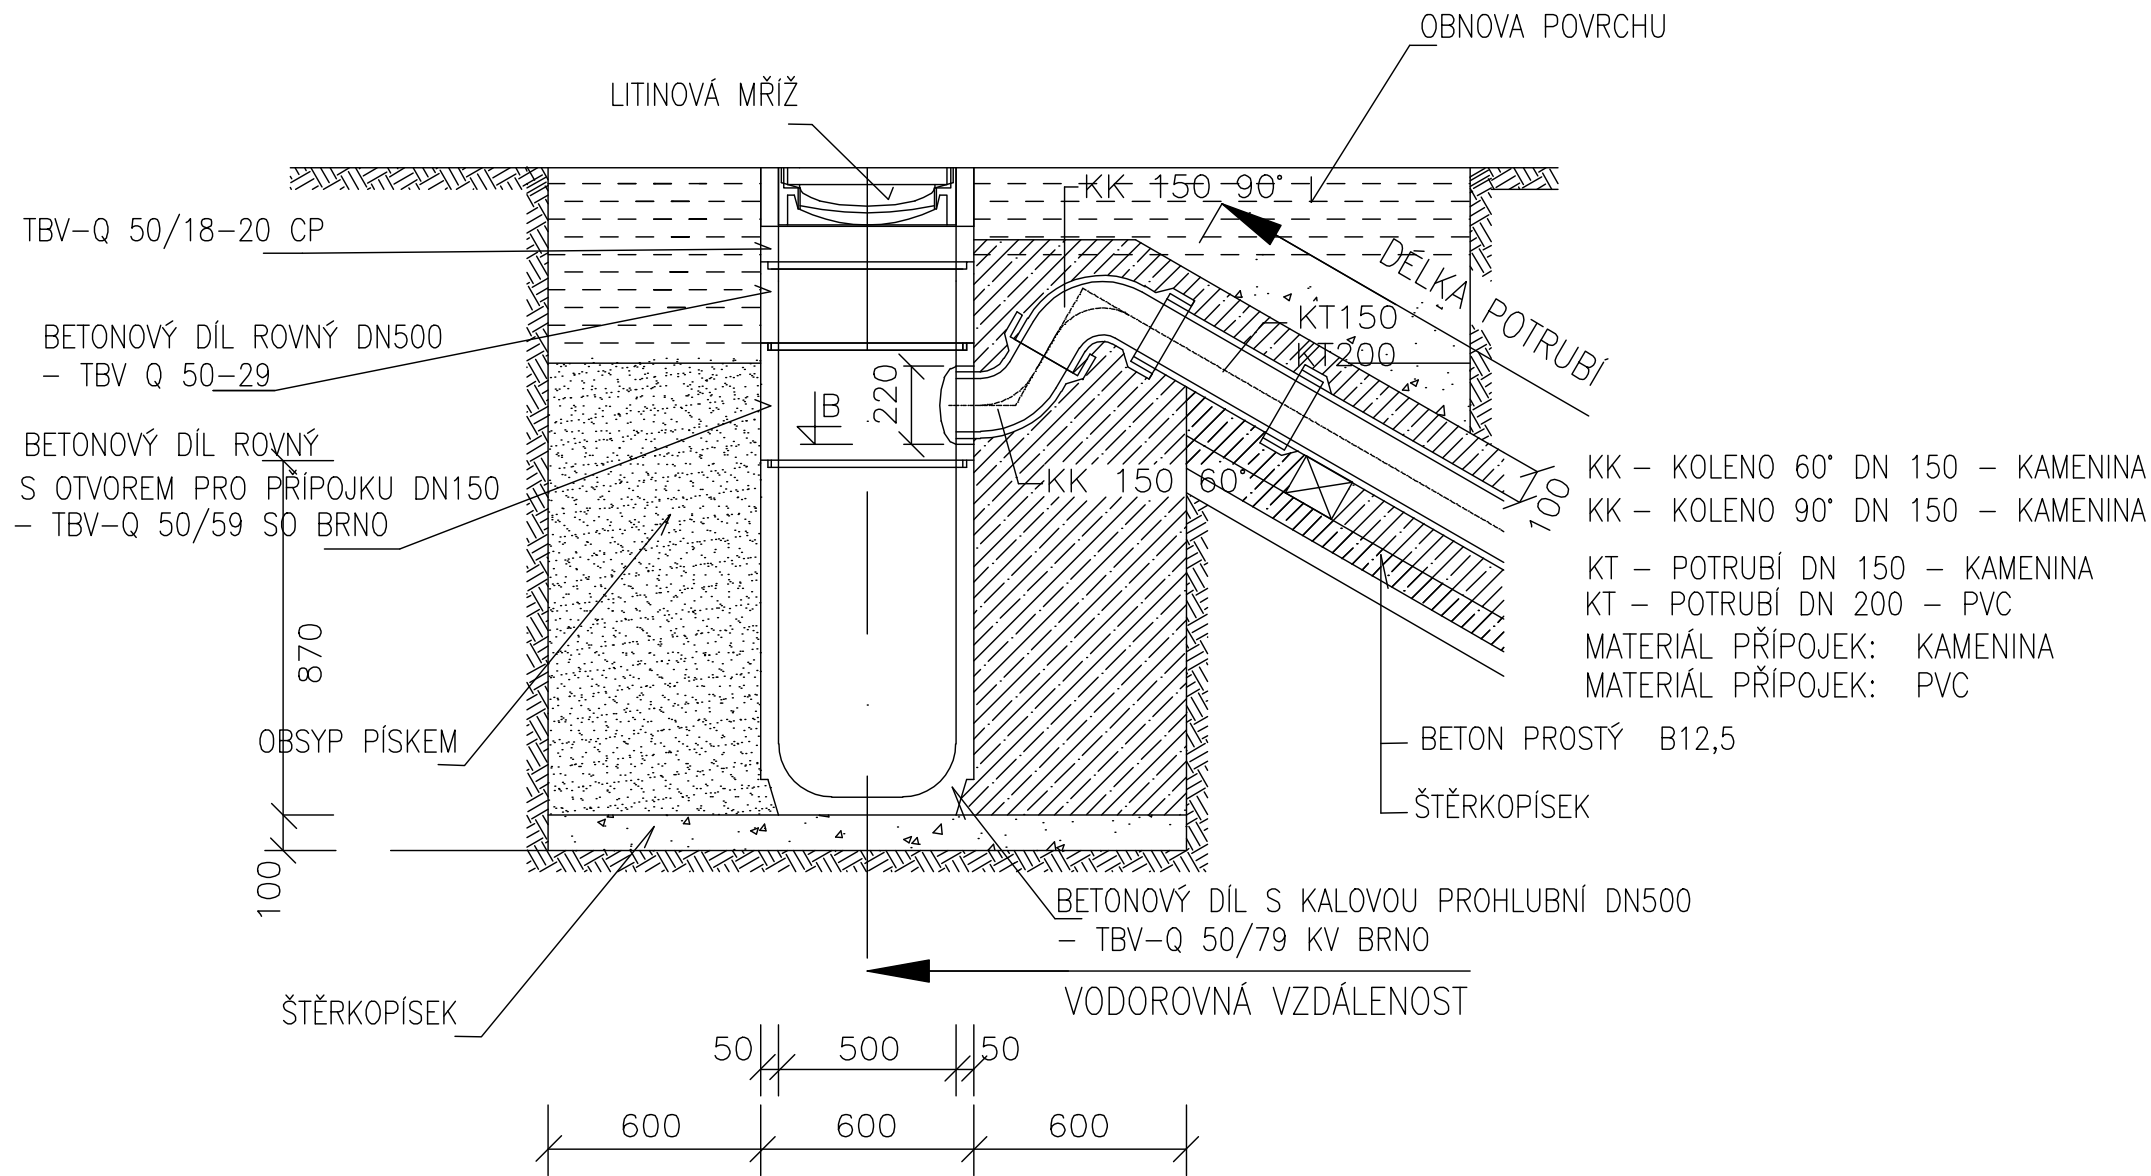 OBNOVA POVRCHU
LITINOVÁ MŘÍŽ
KK 150 90°
TBV-Q 50/18-20 CP
DÉLKA POTRUBÍ
BETONOVÝ DÍL ROVNÝ DN500
- TBV Q 50-29
KT150
KT200
220
B
BETONOVÝ DÍL ROVNÝ
S OTVOREM PRO PŘÍPOJKU DN150
- TBV-Q 50/59 SO BRNO
KK 150 60°
100
KK - KOLENO 60° DN 150 - KAMENINA
KK - KOLENO 90° DN 150 - KAMENINA
KT - POTRUBÍ DN 150 - KAMENINA
KT - POTRUBÍ DN 200 - PVC
MATERIÁL PŘÍPOJEK: KAMENINA
MATERIÁL PŘÍPOJEK: PVC
870
OBSYP PÍSKEM
BETON PROSTÝ B12,5
ŠTĚRKOPÍSEK
100
BETONOVÝ DÍL S KALOVOU PROHLUBNÍ DN500
- TBV-Q 50/79 KV BRNO
VODOROVNÁ VZDÁLENOST
ŠTĚRKOPÍSEK
50 500 50
600 600 600